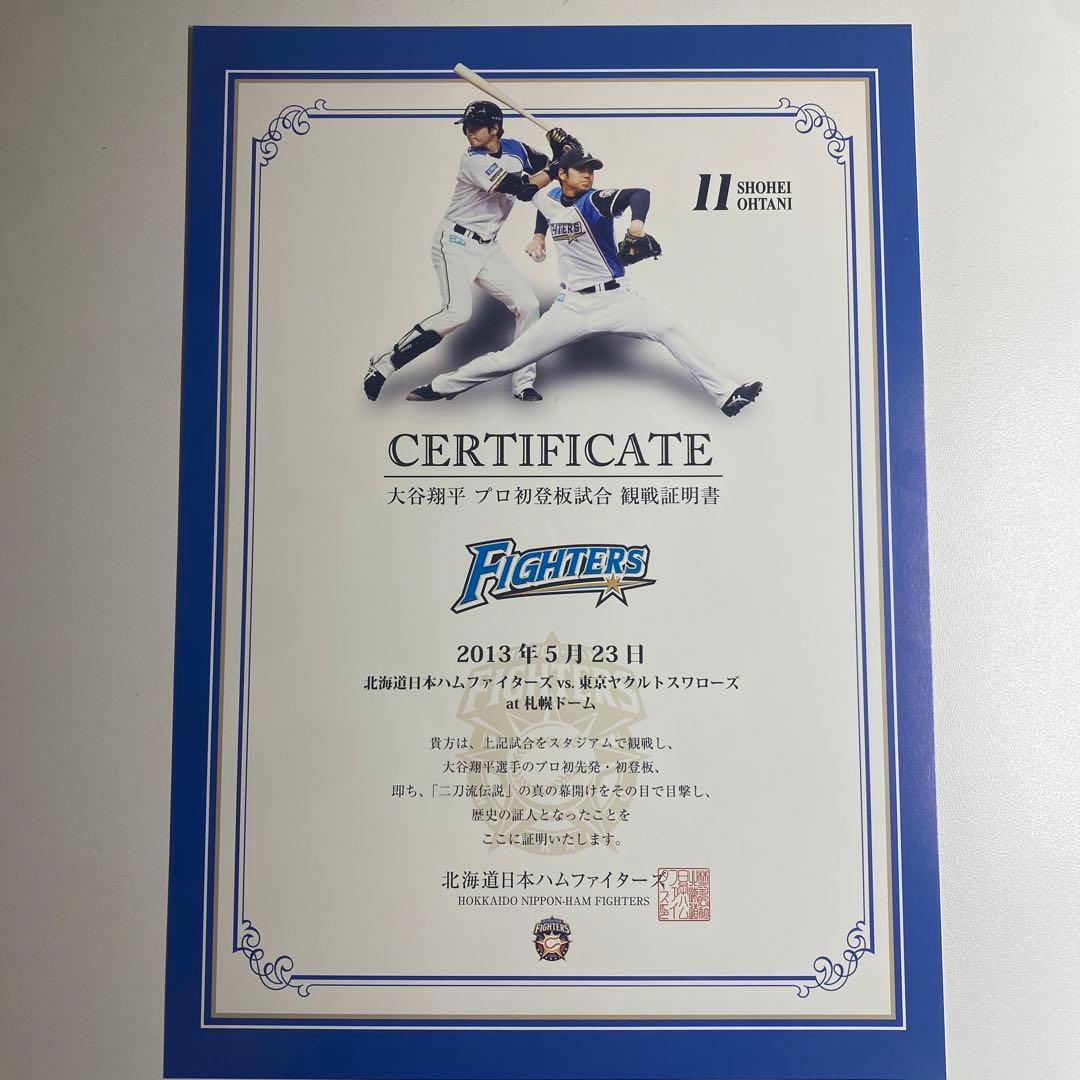 11 SHOHEI
OHTANI
FIGHTERS
CERTIFICATE
大谷翔平 プロ初登板試合 観戦証明書
FIGHTERS
2013年5月23日
北海道日本ハムファイターズ vs. 東京ヤクルトスワローズ
at 札幌ドーム
FIGHTERS
貴方は、上記試合をスタジアムで観戦し、
大谷翔平選手のプロ初先発・初登板、
即ち、「二刀流伝説」の真の幕開けをその目で目撃し、
歴史の証人となったことを
ここに証明いたします。
北海道日本ハムファイターズ
HOKKAIDO NIPPON-HAM FIGHTERS
FIGHTERS